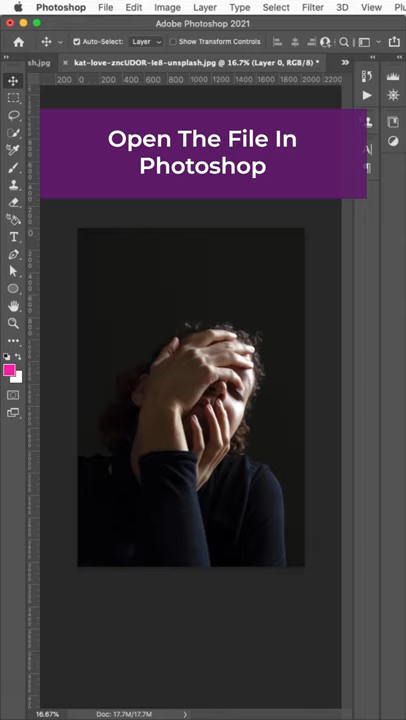 Photoshop File Edit Image Layer Type Select Filter 3D View
Adobe Photoshop 2021
Auto-Select: Layer Show Transform Controls
sh.jpg × kat-love-zncUDOR-Ie8-unsplash.jpg @ 16.7% (Layer 0, RGB/8) *
200 0 200 400 600 800 1000 1200 1400 1600 1800 2000 2200
Open The File In
Photoshop
16.67% Doc: 17.7M/17.7M